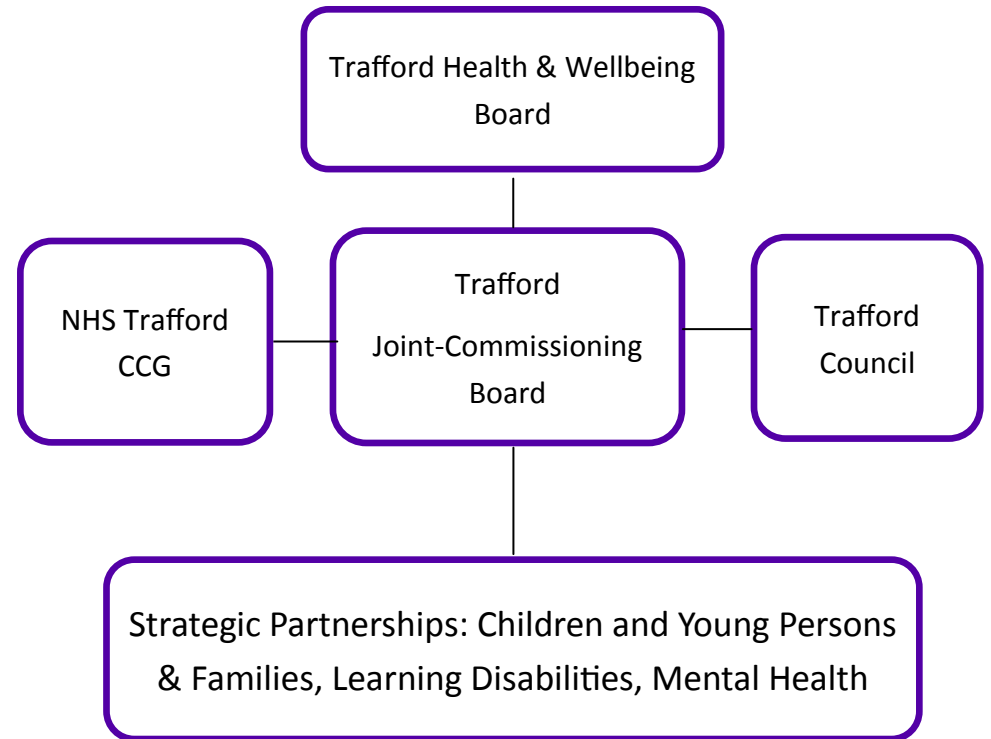 Trafford Health & Wellbeing
Board
NHS Trafford
CCG
Trafford
Joint-Commissioning
Board
Trafford
Council
Strategic Partnerships: Children and Young Persons
& Families, Learning Disabilities, Mental Health